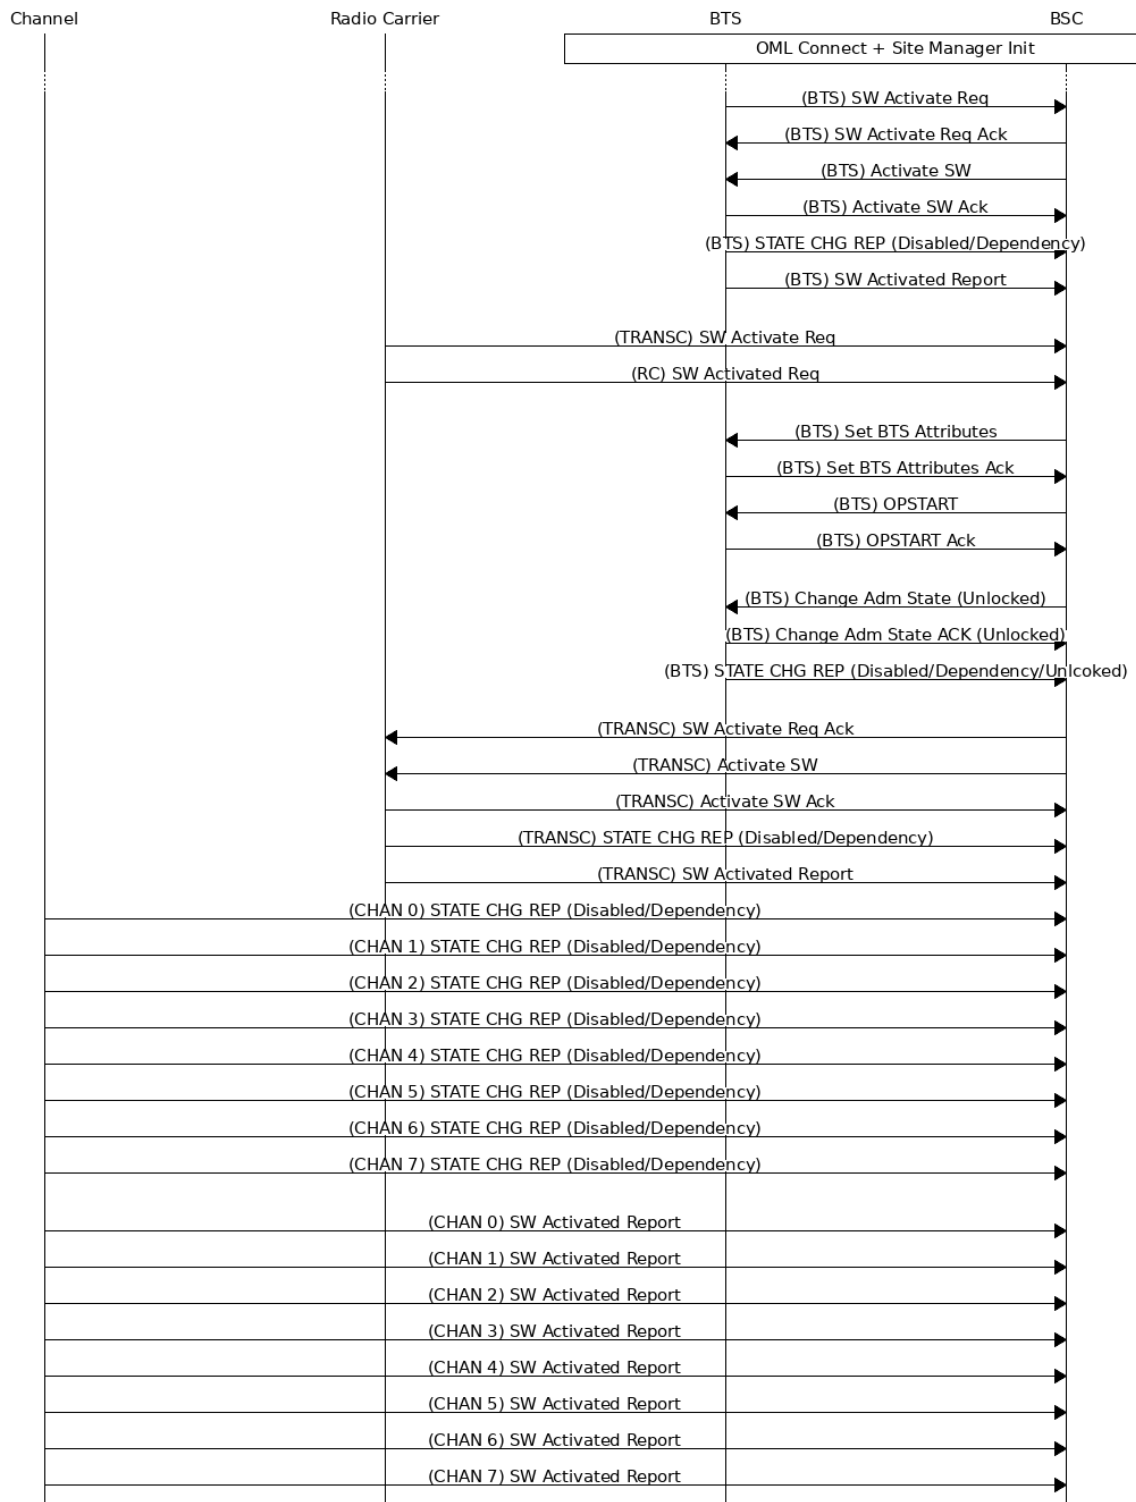 Channel Radio Carrier BTS BSC
OML Connect + Site Manager Init
(BTS) SW Activate Req
(BTS) SW Activate Req Ack
(BTS) Activate SW
(BTS) Activate SW Ack
(BTS) STATE CHG REP (Disabled/Dependency)
(BTS) SW Activated Report
(TRANSC) SW Activate Req
(RC) SW Activated Req
(BTS) Set BTS Attributes
(BTS) Set BTS Attributes Ack
(BTS) OPSTART
(BTS) OPSTART Ack
(BTS) Change Adm State (Unlocked)
(BTS) Change Adm State ACK (Unlocked)
(BTS) STATE CHG REP (Disabled/Dependency/Unlcoked)
(TRANSC) SW Activate Req Ack
(TRANSC) Activate SW
(TRANSC) Activate SW Ack
(TRANSC) STATE CHG REP (Disabled/Dependency)
(TRANSC) SW Activated Report
(CHAN 0) STATE CHG REP (Disabled/Dependency)
(CHAN 1) STATE CHG REP (Disabled/Dependency)
(CHAN 2) STATE CHG REP (Disabled/Dependency)
(CHAN 3) STATE CHG REP (Disabled/Dependency)
(CHAN 4) STATE CHG REP (Disabled/Dependency)
(CHAN 5) STATE CHG REP (Disabled/Dependency)
(CHAN 6) STATE CHG REP (Disabled/Dependency)
(CHAN 7) STATE CHG REP (Disabled/Dependency)
(CHAN 0) SW Activated Report
(CHAN 1) SW Activated Report
(CHAN 2) SW Activated Report
(CHAN 3) SW Activated Report
(CHAN 4) SW Activated Report
(CHAN 5) SW Activated Report
(CHAN 6) SW Activated Report
(CHAN 7) SW Activated Report